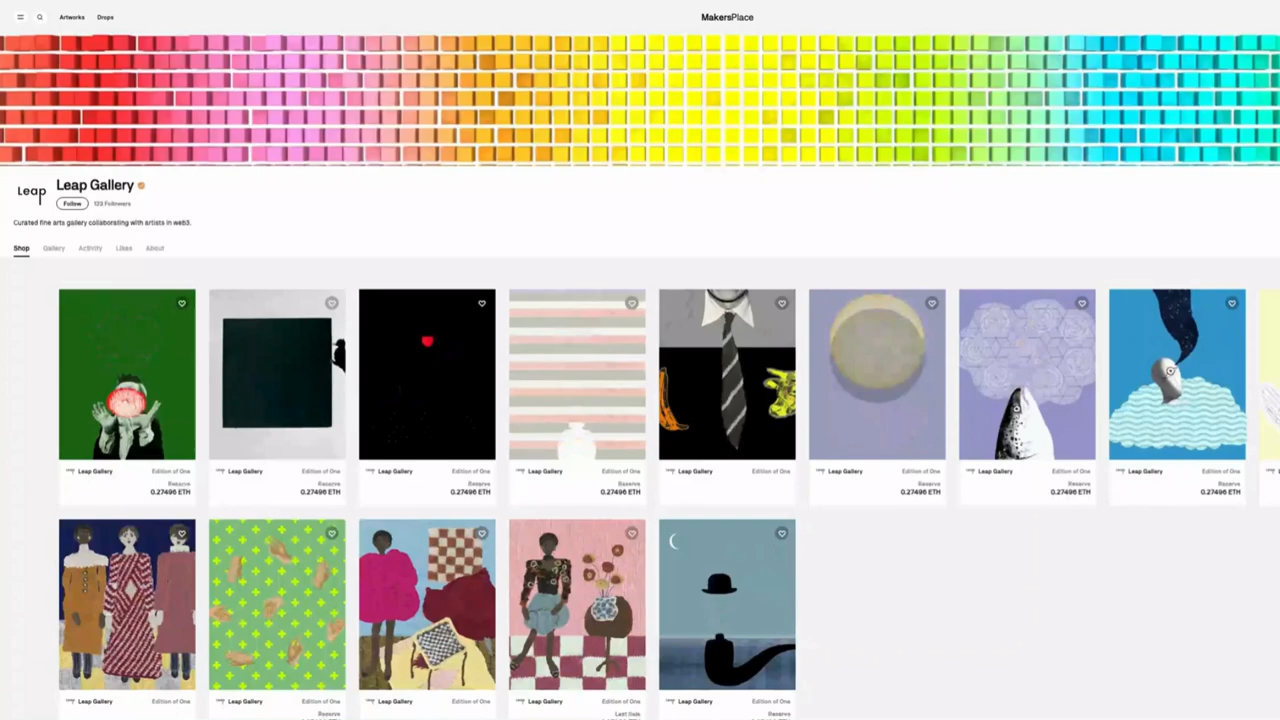 Artworks Drops MakersPlace
Leap
Leap Gallery
Follow 123 Followers
Curated fine arts gallery collaborating with artists in web3.
Shop Gallery Activity Likes About
Leap Gallery Edition of One Leap Gallery Edition of One Leap Gallery Edition of One Leap Gallery Edition of One Leap Gallery Edition of One Leap Gallery Edition of One Leap Gallery Edition of One Leap Gallery Edition of One
Reserve Reserve Reserve Reserve Reserve Reserve Reserve
0.27496 ETH 0.27496 ETH 0.27496 ETH 0.27496 ETH 0.27496 ETH 0.27496 ETH 0.27496 ETH
Leap Gallery Edition of One Leap Gallery Edition of One Leap Gallery Edition of One Leap Gallery Edition of One Leap Gallery Edition of One
Reserve Reserve